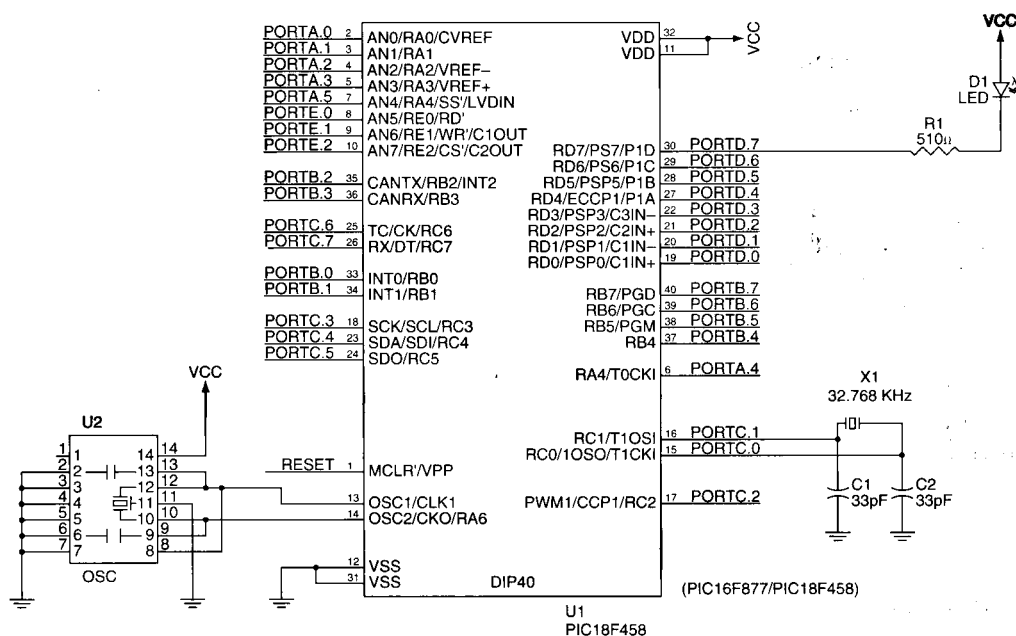 PORTA.0 2 AN0/RA0/CVREF
PORTA.1 3 AN1/RA1
PORTA.2 4 AN2/RA2/VREF−
PORTA.3 5 AN3/RA3/VREF+
PORTA.5 7 AN4/RA4/SS'/LVDIN
PORTE.0 8 AN5/RE0/RD'
PORTE.1 9 AN6/RE1/WR'/C1OUT
PORTE.2 10 AN7/RE2/CS'/C2OUT
PORTB.2 35 CANTX/RB2/INT2
PORTB.3 36 CANRX/RB3
PORTC.6 25 TC/CK/RC6
PORTC.7 26 RX/DT/RC7
PORTB.0 33 INT0/RB0
PORTB.1 34 INT1/RB1
PORTC.3 18 SCK/SCL/RC3
PORTC.4 23 SDA/SDI/RC4
PORTC.5 24 SDO/RC5
RESET 1 MCLR'/VPP
13 OSC1/CLK1
14 OSC2/CKO/RA6
12 VSS
31 VSS
DIP40
VDD 32
VDD 11
VCC
RD7/PS7/P1D 30 PORTD.7
RD6/PS6/P1C 29 PORTD.6
RD5/PSP5/P1B 28 PORTD.5
RD4/ECCP1/P1A 27 PORTD.4
RD3/PSP3/C3IN− 22 PORTD.3
RD2/PSP2/C2IN+ 21 PORTD.2
RD1/PSP1/C1IN− 20 PORTD.1
RD0/PSP0/C1IN+ 19 PORTD.0
RB7/PGD 40 PORTB.7
RB6/PGC 39 PORTB.6
RB5/PGM 38 PORTB.5
RB4 37 PORTB.4
RA4/T0CKI 6 PORTA.4
RC1/T1OSI 16 PORTC.1
RC0/1OSO/T1CKI 15 PORTC.0
PWM1/CCP1/RC2 17 PORTC.2
U1
PIC18F458
(PIC16F877/PIC18F458)
VCC
D1
LED
R1
510Ω
X1
32.768 KHz
C1
33pF
C2
33pF
VCC
U2
1 1 14 14
2 2 13 13
3 3 12 12
4 4 11 11
5 5 10 10
6 6 9 9
7 7 8 8
OSC